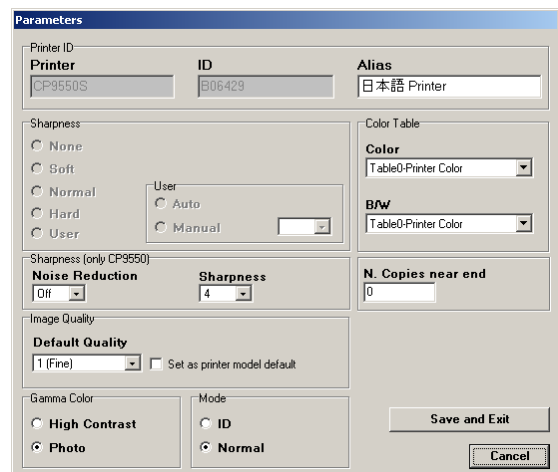 Parameters
Printer ID
Printer ID Alias
CP9550S B06429 日本語 Printer
Sharpness
None
Soft
Normal
Hard
User
User
Auto
Manual
Color Table
Color
Table0-Printer Color
B/W
Table0-Printer Color
Sharpness (only CP9550)
Noise Reduction Sharpness
Off 4
N. Copies near end
0
Image Quality
Default Quality
1 (Fine) Set as printer model default
Gamma Color
High Contrast
Photo
Mode
ID
Normal
Save and Exit
Cancel